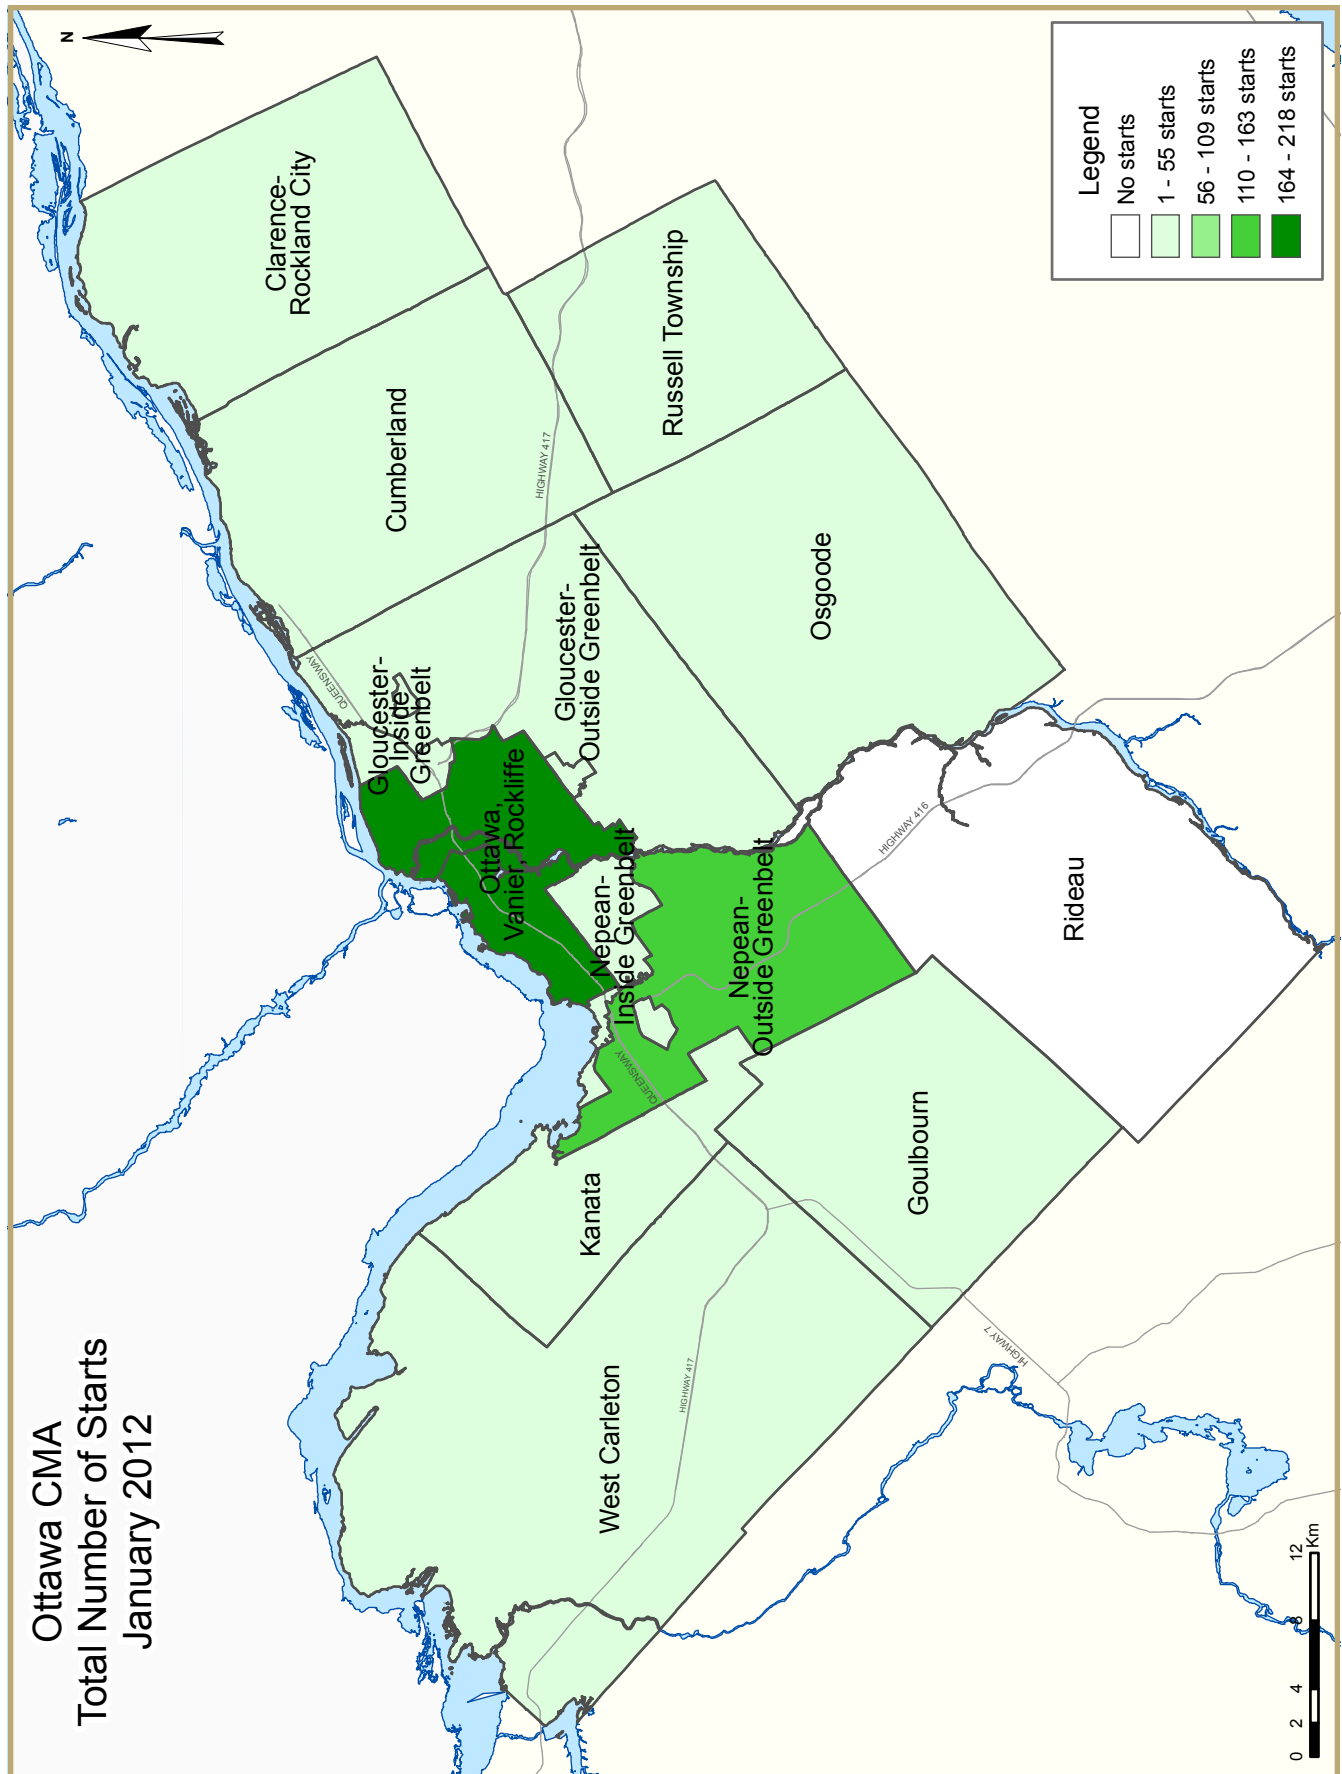 Ottawa CMA
Total Number of Starts
January 2012
N
Clarence-
Rockland City
Cumberland
Russell Township
HIGHWAY 417
QUEENSWAY
Gloucester-
Inside
Greenbelt
Gloucester-
Outside Greenbelt
Osgoode
Ottawa,
Vanier, Rockliffe
Nepean-
Inside Greenbelt
Nepean-
Outside Greenbelt
QUEENSWAY
HIGHWAY 416
Rideau
Kanata
Goulbourn
West Carleton
HIGHWAY 417
HIGHWAY 7
Legend
No starts
1 - 55 starts
56 - 109 starts
110 - 163 starts
164 - 218 starts
0 2 4 8 12
Km